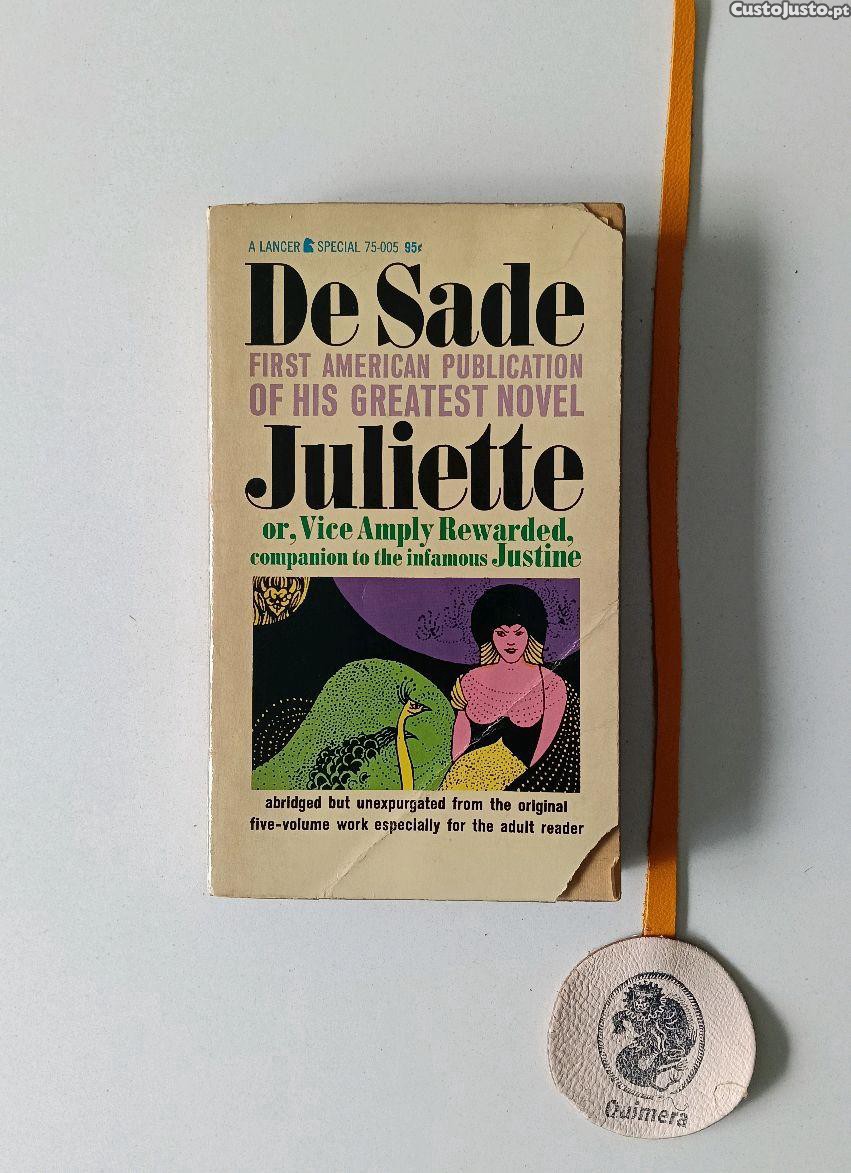 CustoJusto.pt
A LANCER SPECIAL 75-005 95¢
De Sade
FIRST AMERICAN PUBLICATION
OF HIS GREATEST NOVEL
Juliette
or, Vice Amply Rewarded,
companion to the infamous Justine
abridged but unexpurgated from the original
five-volume work especially for the adult reader
Quimera